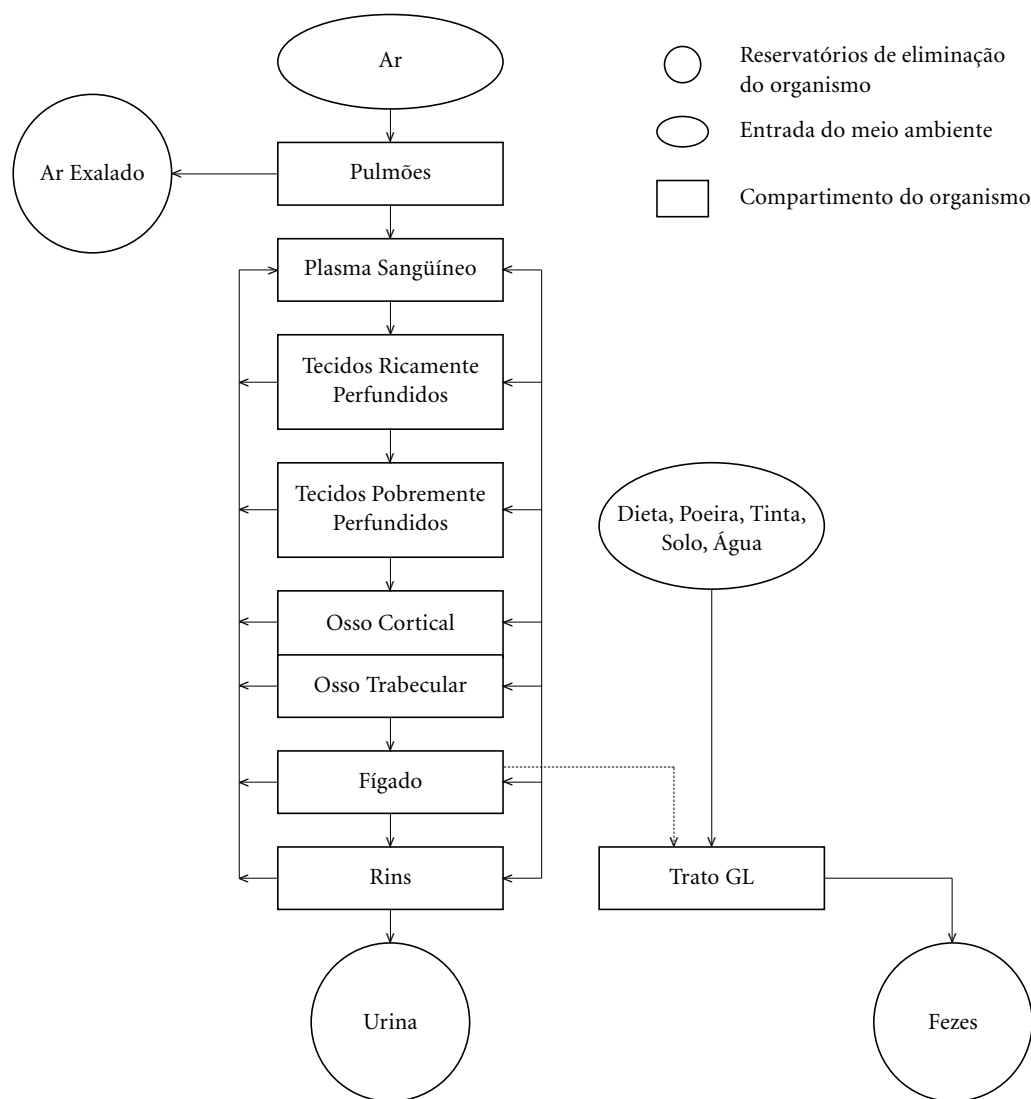 Ar
Reservatórios de eliminação
do organismo
Entrada do meio ambiente
Compartimento do organismo
Ar Exalado
Pulmões
Plasma Sangüíneo
Tecidos Ricamente
Perfundidos
Tecidos Pobremente
Perfundidos
Dieta, Poeira, Tinta,
Solo, Água
Osso Cortical
Osso Trabecular
Fígado
Rins
Trato GL
Urina
Fezes